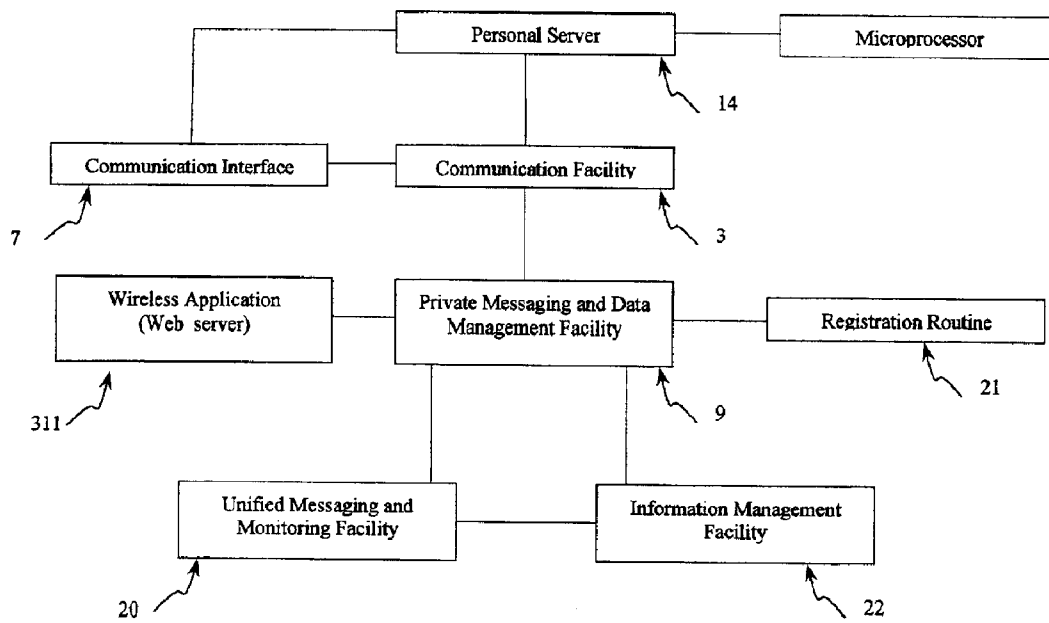 Personal Server
Microprocessor
14
Communication Interface
Communication Facility
7
3
Wireless Application
(Web server)
Private Messaging and Data
Management Facility
Registration Routine
311
9
21
Unified Messaging and
Monitoring Facility
Information Management
Facility
20
22